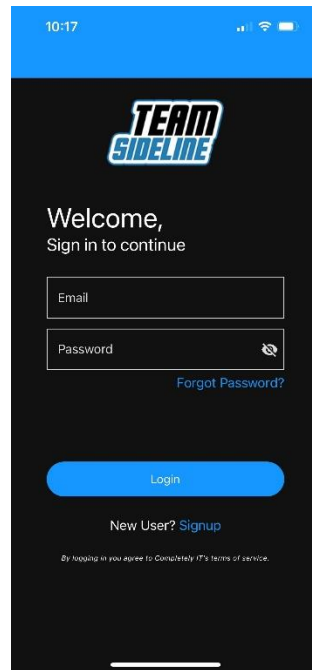 10:17
TEAM
SIDELINE
Welcome,
Sign in to continue
Email
Password
Forgot Password?
Login
New User? Signup
By logging in you agree to Completely IT's terms of service.